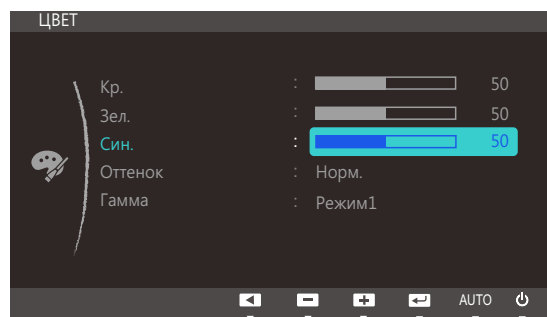 ЦВЕТ
Кр. : 50
Зел. : 50
Син. : 50
Оттенок : Норм.
Гамма : Режим1
AUTO